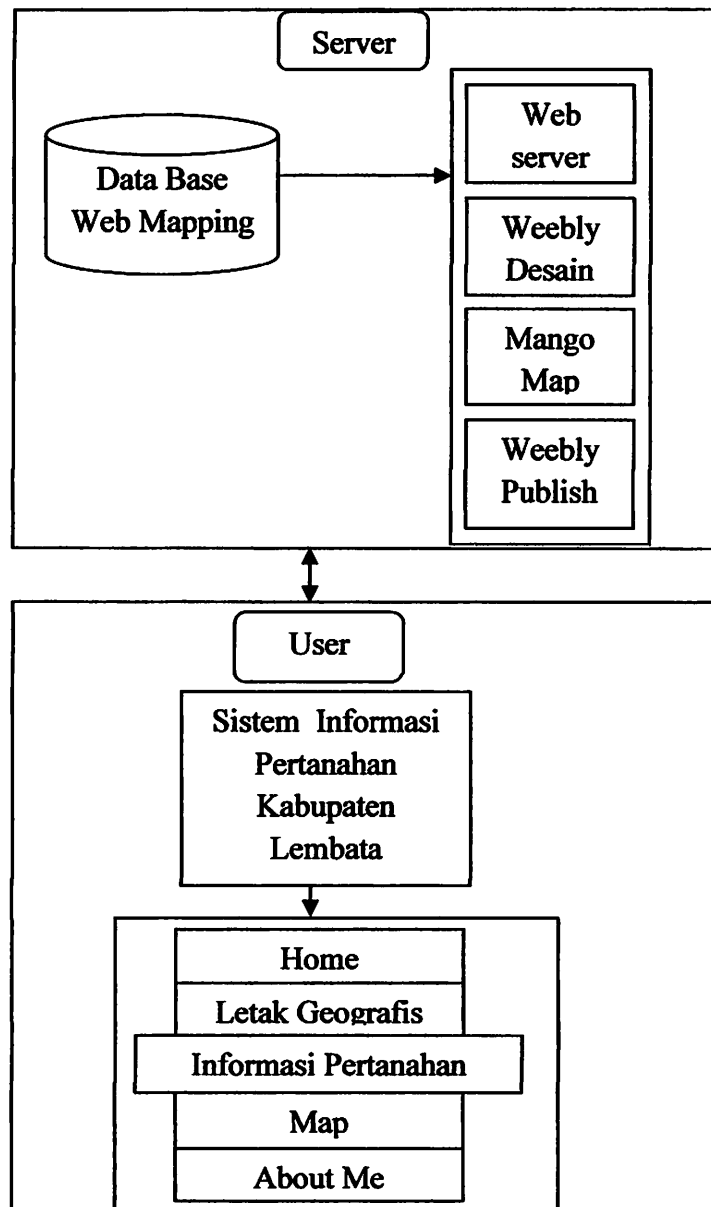 Server
Data Base
Web Mapping
Web
server
Weebly
Desain
Mango
Map
Weebly
Publish
User
Sistem Informasi
Pertanahan
Kabupaten
Lembata
Home
Letak Geografis
Informasi Pertanahan
Map
About Me